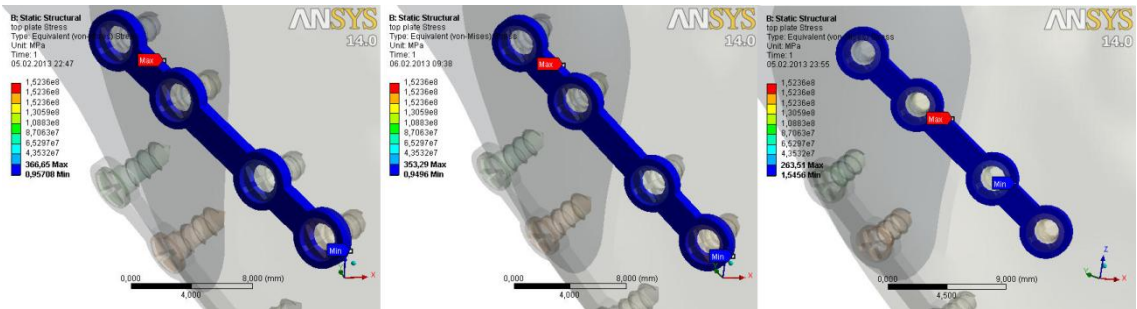 B: Static Structural
top plate Stress
Type: Equivalent (von-Mises) Stress
Unit: MPa
Time: 1
05.02.2013 22:47
1,5236e8
1,5236e8
1,5236e8
1,3059e8
1,0883e8
8,7063e7
6,5297e7
4,3532e7
366,65 Max
0,95708 Min
Max
Min
ANSYS
14.0
X
0,000
8,000 (mm)
4,000
B: Static Structural
top plate Stress
Type: Equivalent (von-Mises) Stress
Unit: MPa
Time: 1
06.02.2013 09:38
1,5236e8
1,5236e8
1,5236e8
1,3059e8
1,0883e8
8,7063e7
6,5297e7
4,3532e7
353,29 Max
0,9496 Min
Max
Min
ANSYS
14.0
X
0,000
8,000 (mm)
4,000
B: Static Structural
top plate Stress
Type: Equivalent (von-Mises) Stress
Unit: MPa
Time: 1
05.02.2013 23:55
1,5236e8
1,5236e8
1,5236e8
1,3059e8
1,0883e8
8,7063e7
6,5297e7
4,3532e7
263,51 Max
1,5456 Min
Max
Min
ANSYS
14.0
Z
Y
X
0,000
9,000 (mm)
4,500